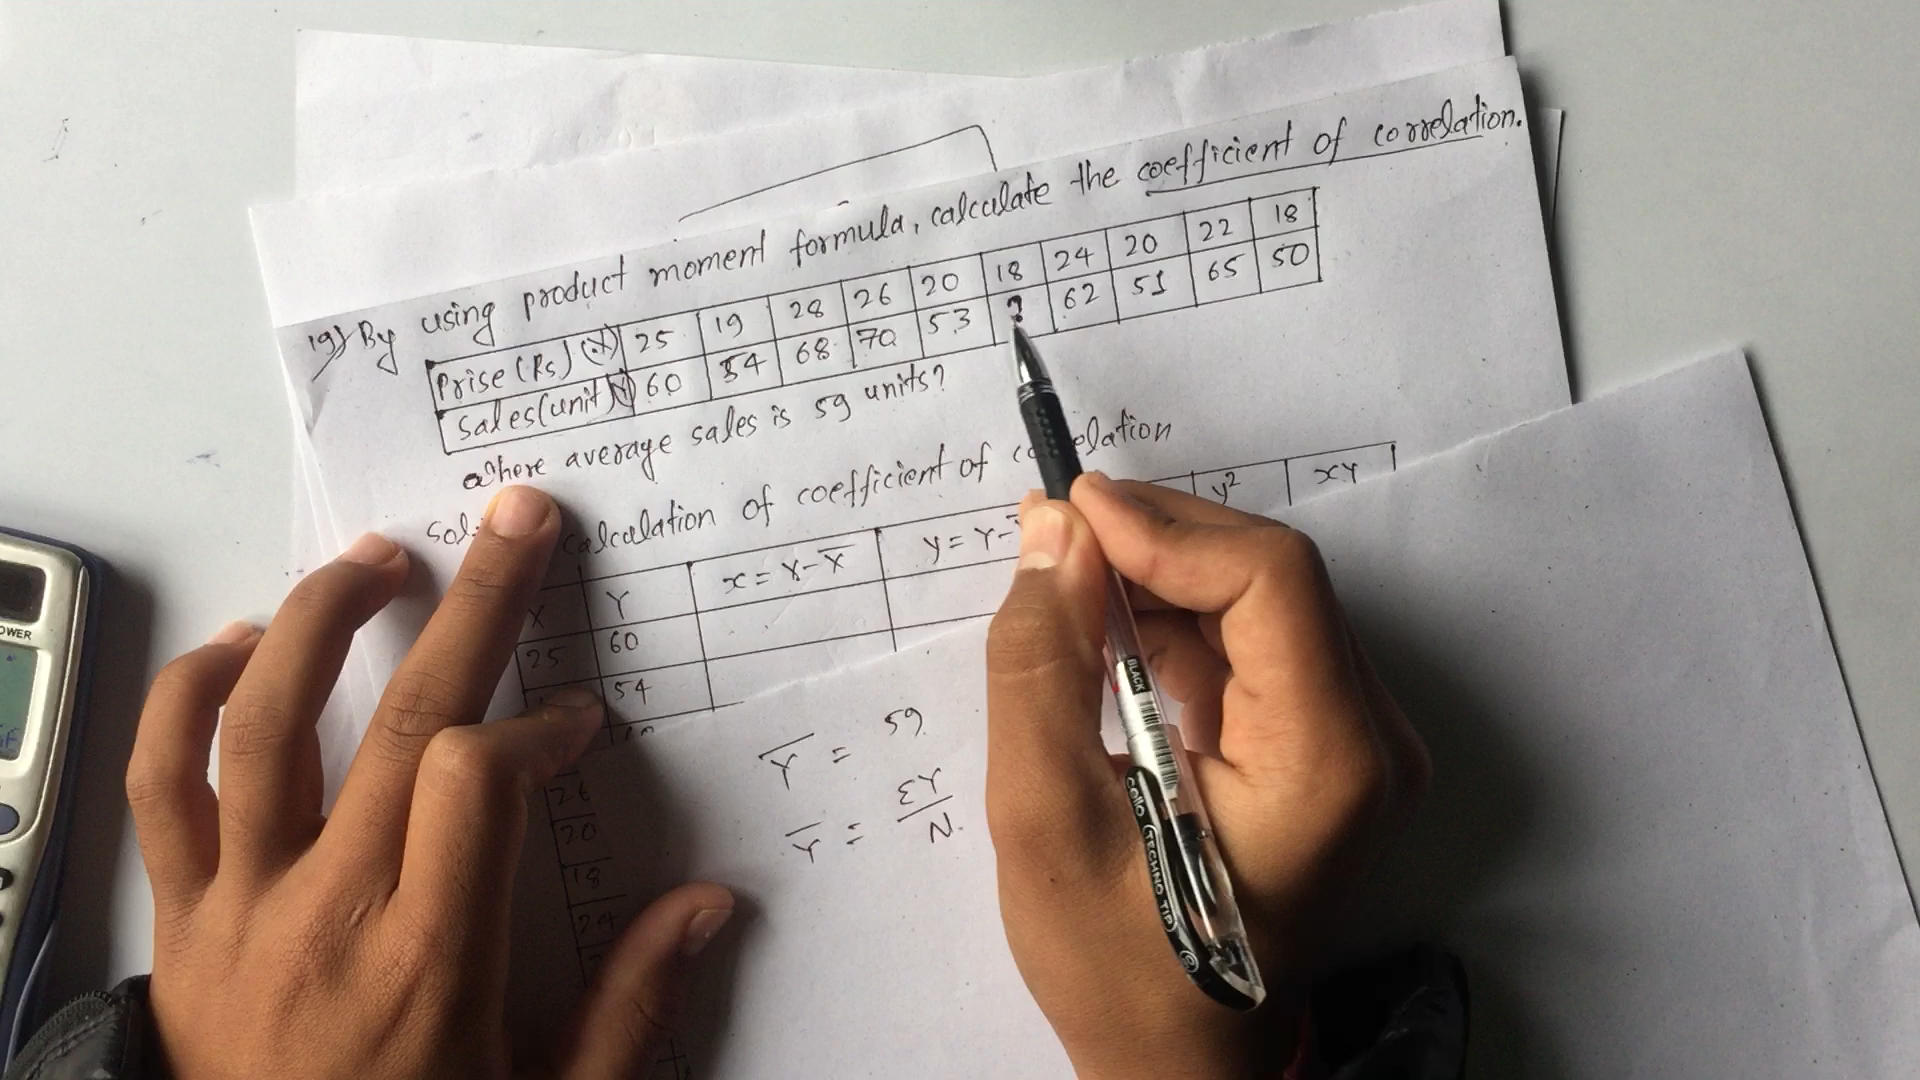 19) By using product moment formula, calculate the coefficient of correlation.
Prise (Rs) (X) 25 19 28 26 20 18 24 20 22 18
Sales (unit) (Y) 60 54 68 70 53 ? 62 51 65 50
Where average sales is 59 units?
calculation of coefficient of correlation
X Y x = X - X̅ y = Y - y² xy
25 60
54
26
20
18
24
Y̅ = 59
Y̅ = ΣY
N.
OWER
BLACK
cello TECHNO TIP